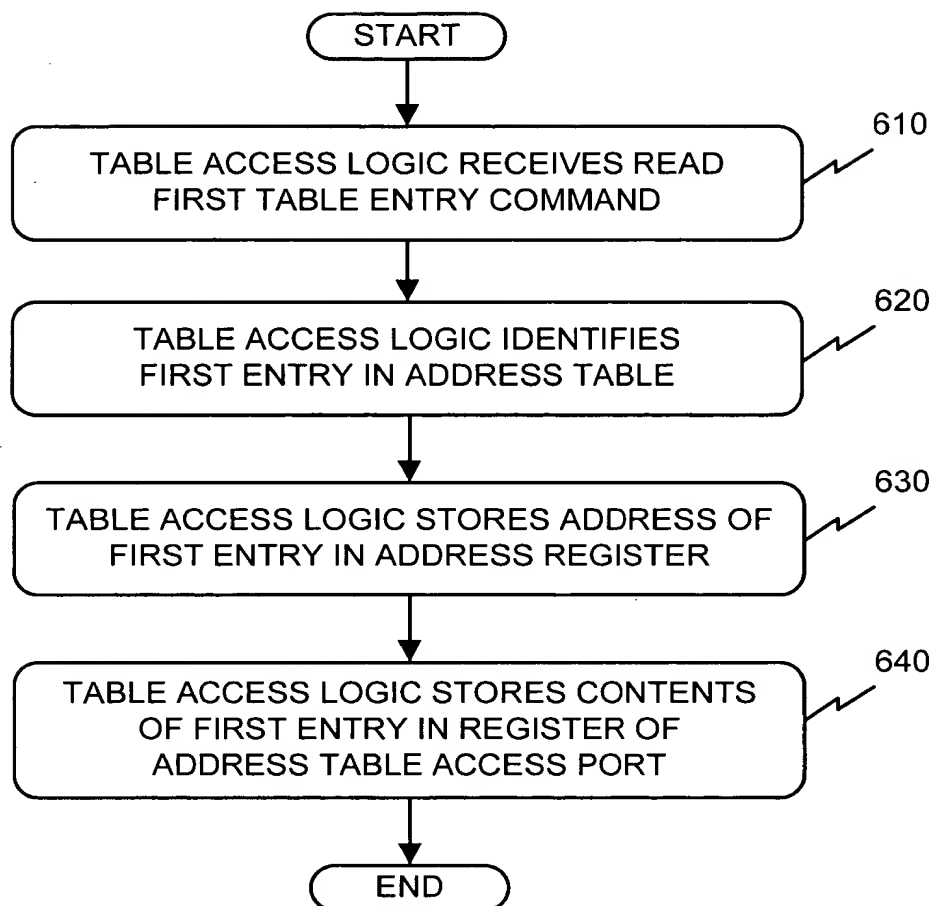 START
610
TABLE ACCESS LOGIC RECEIVES READ
FIRST TABLE ENTRY COMMAND
620
TABLE ACCESS LOGIC IDENTIFIES
FIRST ENTRY IN ADDRESS TABLE
630
TABLE ACCESS LOGIC STORES ADDRESS OF
FIRST ENTRY IN ADDRESS REGISTER
640
TABLE ACCESS LOGIC STORES CONTENTS
OF FIRST ENTRY IN REGISTER OF
ADDRESS TABLE ACCESS PORT
END